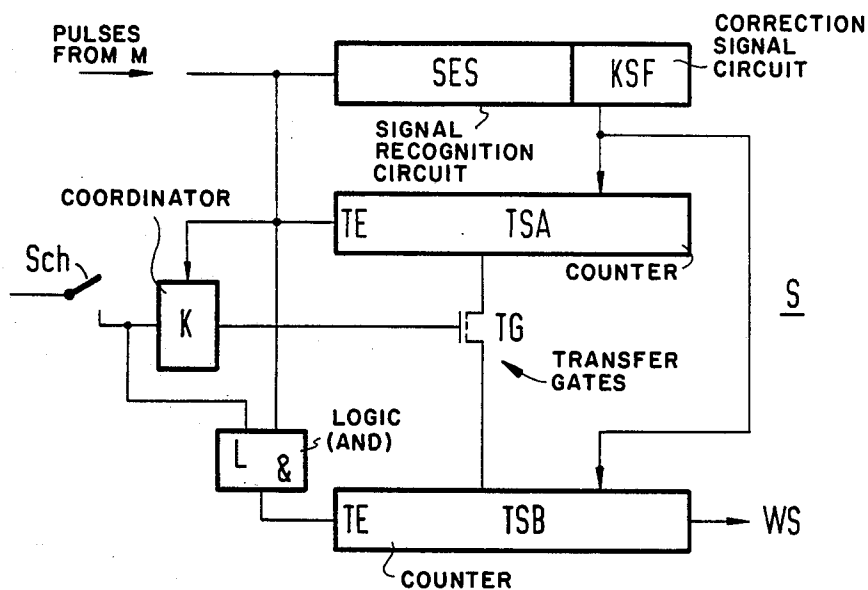 PULSES
FROM M
SES
KSF
CORRECTION
SIGNAL
CIRCUIT
SIGNAL
RECOGNITION
CIRCUIT
COORDINATOR
TE
TSA
COUNTER
Sch
K
TG
S
TRANSFER
GATES
LOGIC
(AND)
L
&
TE
TSB
WS
COUNTER